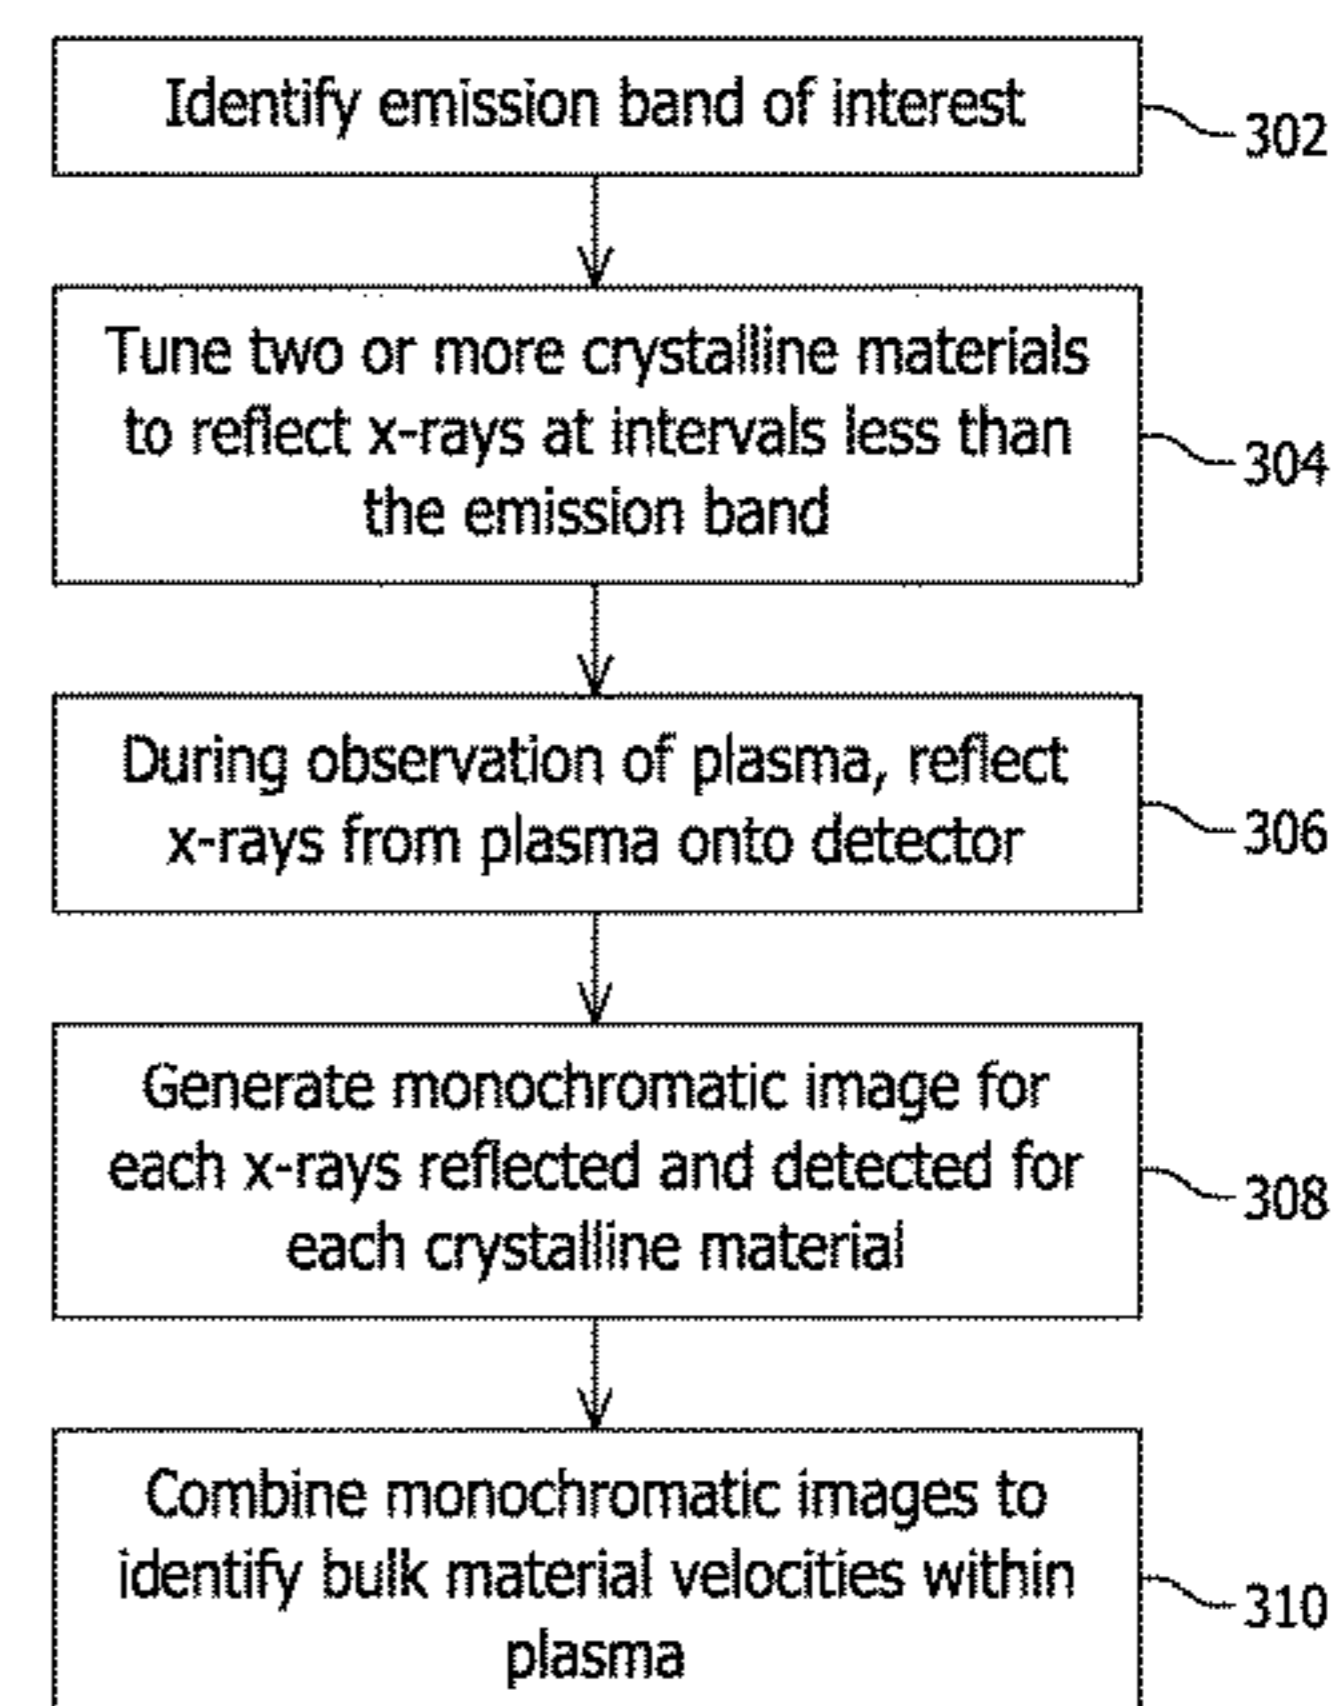 Identify emission band of interest
302
Tune two or more crystalline materials
to reflect x-rays at intervals less than
the emission band
304
During observation of plasma, reflect
x-rays from plasma onto detector
306
Generate monochromatic image for
each x-rays reflected and detected for
each crystalline material
308
Combine monochromatic images to
identify bulk material velocities within
plasma
310